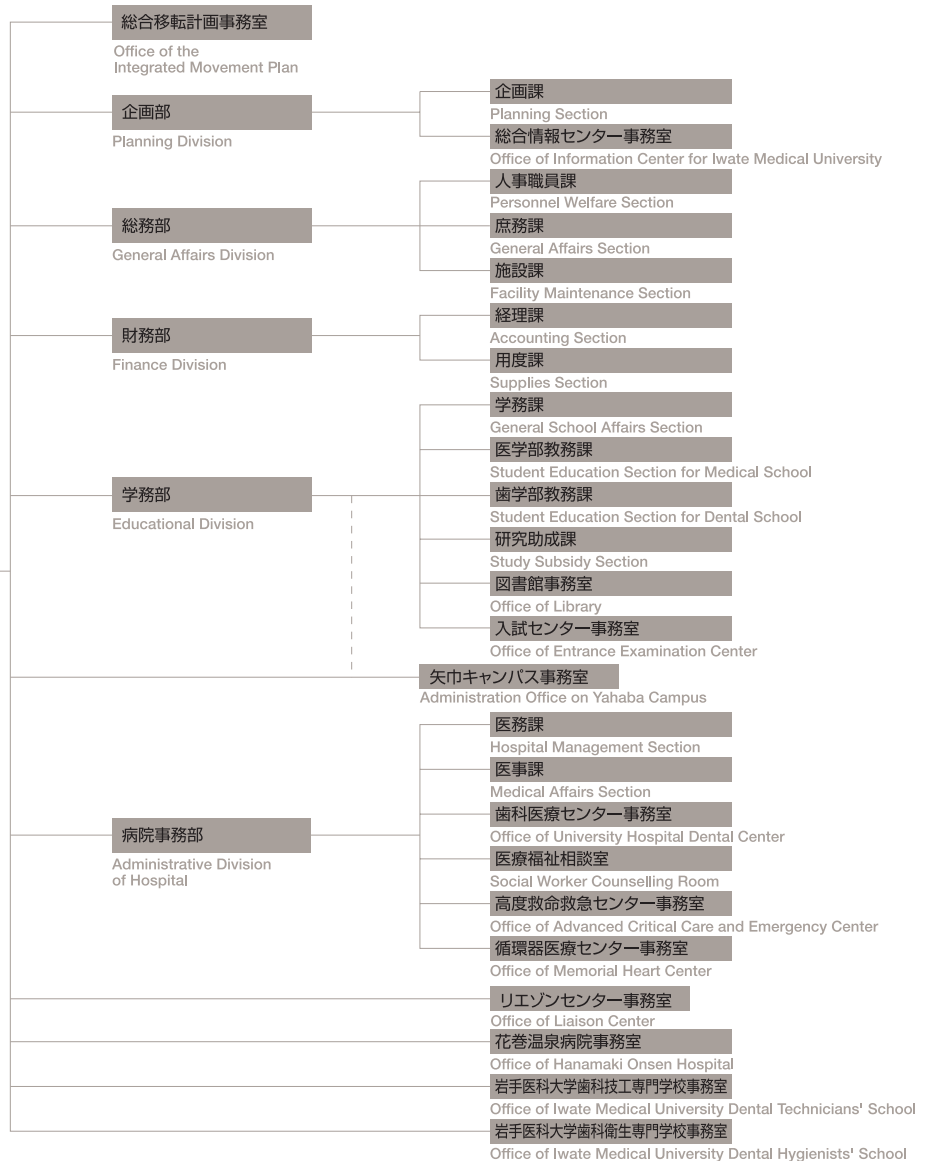 総合移転計画事務室
Office of the
Integrated Movement Plan
企画部
Planning Division
企画課
Planning Section
総合情報センター事務室
Office of Information Center for Iwate Medical University
総務部
General Affairs Division
人事職員課
Personnel Welfare Section
庶務課
General Affairs Section
施設課
Facility Maintenance Section
財務部
Finance Division
経理課
Accounting Section
用度課
Supplies Section
学務部
Educational Division
学務課
General School Affairs Section
医学部教務課
Student Education Section for Medical School
歯学部教務課
Student Education Section for Dental School
研究助成課
Study Subsidy Section
図書館事務室
Office of Library
入試センター事務室
Office of Entrance Examination Center
矢巾キャンパス事務室
Administration Office on Yahaba Campus
病院事務部
Administrative Division
of Hospital
医務課
Hospital Management Section
医事課
Medical Affairs Section
歯科医療センター事務室
Office of University Hospital Dental Center
医療福祉相談室
Social Worker Counselling Room
高度救命救急センター事務室
Office of Advanced Critical Care and Emergency Center
循環器医療センター事務室
Office of Memorial Heart Center
リエゾンセンター事務室
Office of Liaison Center
花巻温泉病院事務室
Office of Hanamaki Onsen Hospital
岩手医科大学歯科技工専門学校事務室
Office of Iwate Medical University Dental Technicians' School
岩手医科大学歯科衛生専門学校事務室
Office of Iwate Medical University Dental Hygienists' School